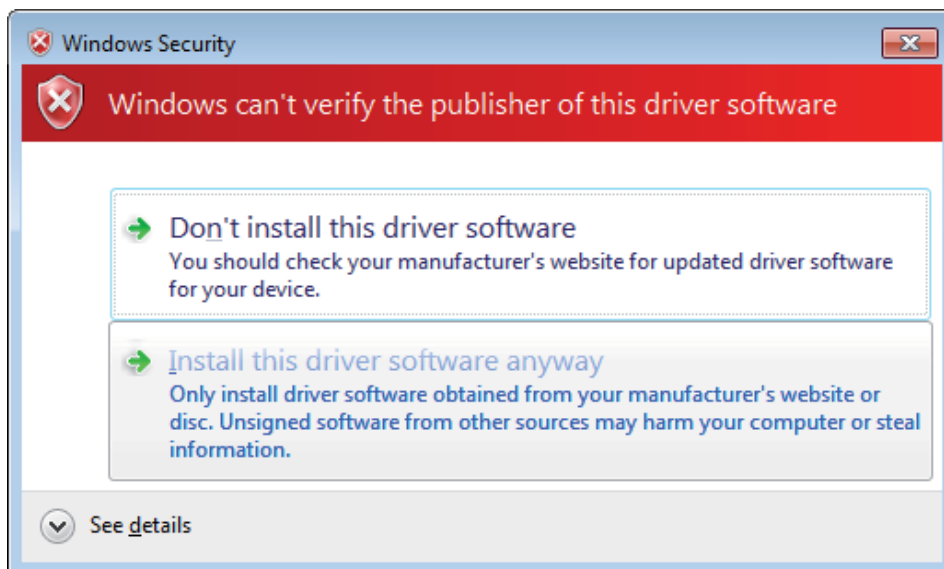 Windows Security
Windows can't verify the publisher of this driver software
Don't install this driver software
You should check your manufacturer's website for updated driver software
for your device.
Install this driver software anyway
Only install driver software obtained from your manufacturer's website or
disc. Unsigned software from other sources may harm your computer or steal
information.
See details